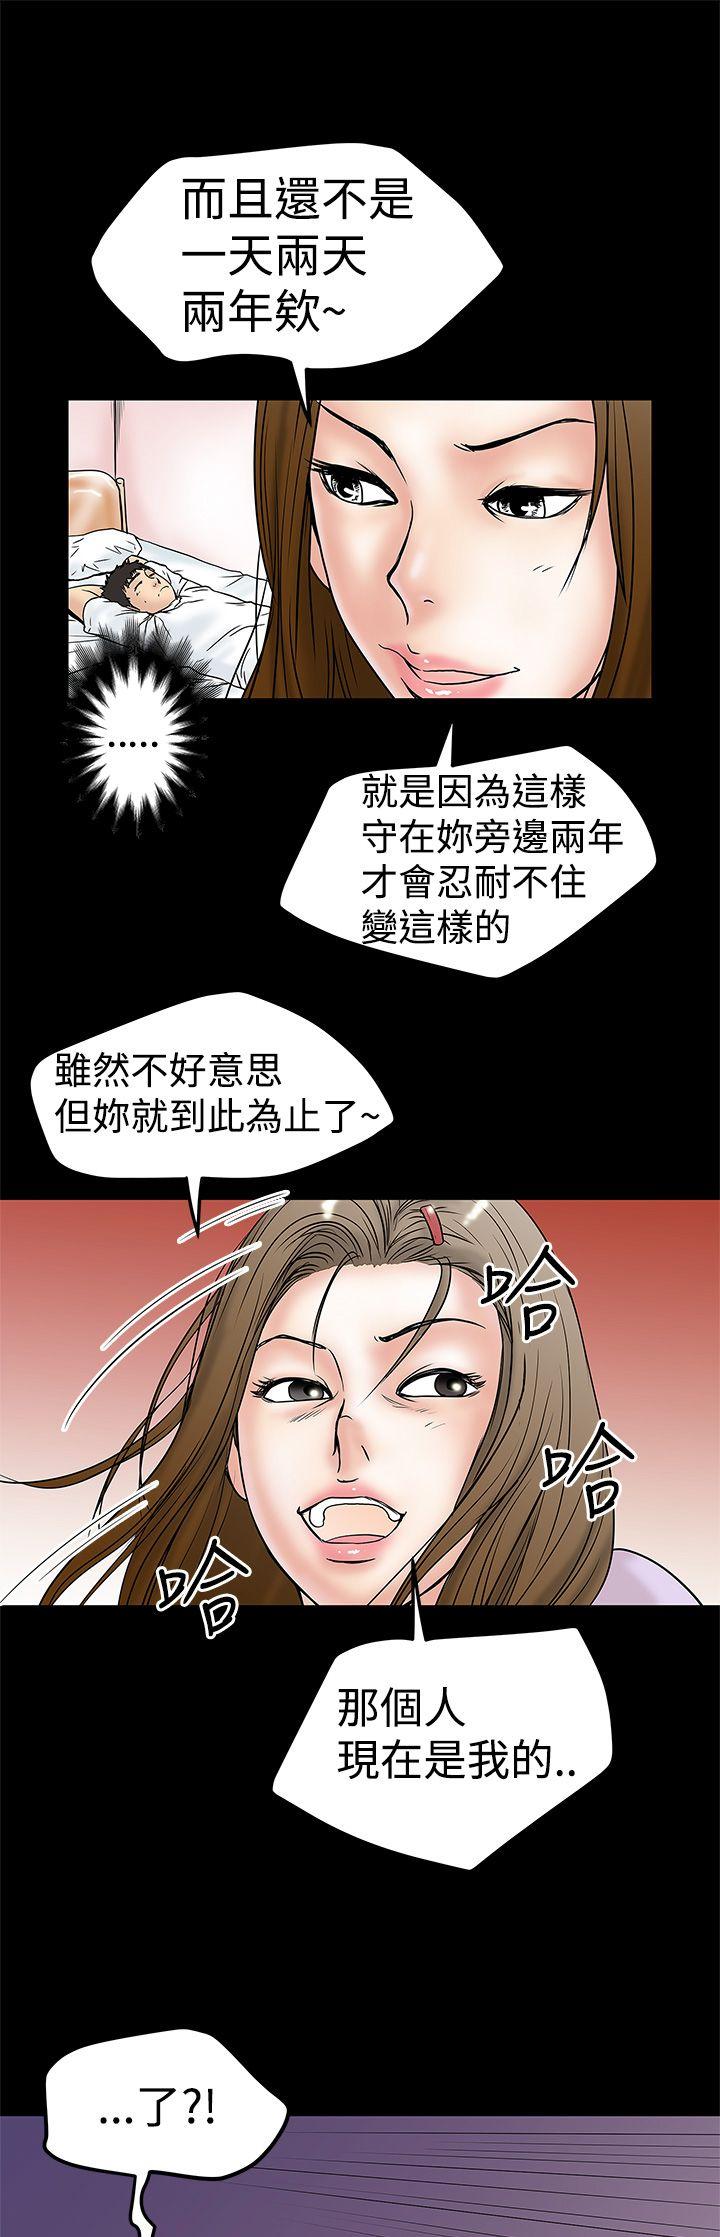 而且還不是
一天兩天
兩年欸~
.....
就是因為這樣
守在妳旁邊兩年
才會忍耐不住
變這樣的
雖然不好意思
但妳就到此為止了~
哈
哈
哈
那個人
現在是我的..
...了?!